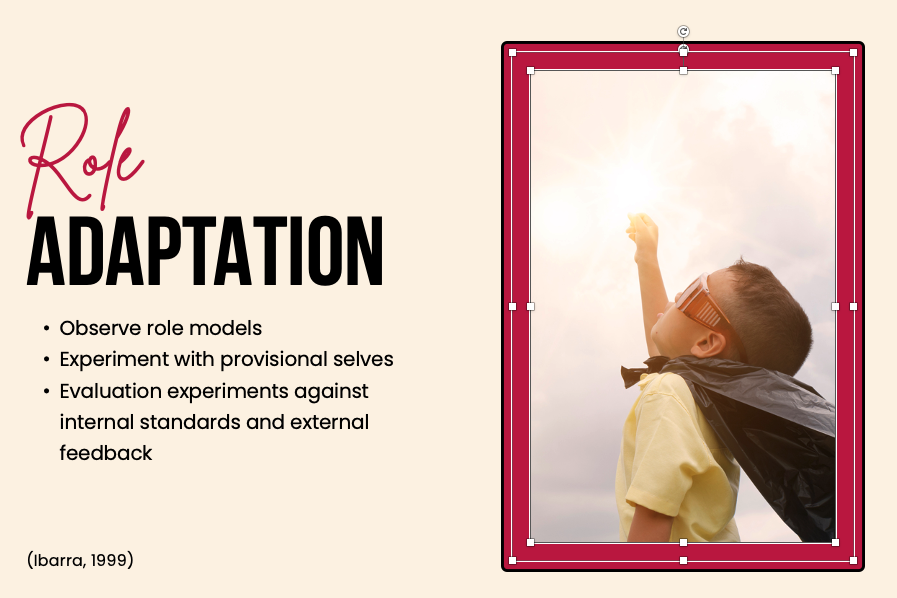 Role
ADAPTATION
• Observe role models
• Experiment with provisional selves
• Evaluation experiments against
internal standards and external
feedback
(Ibarra, 1999)